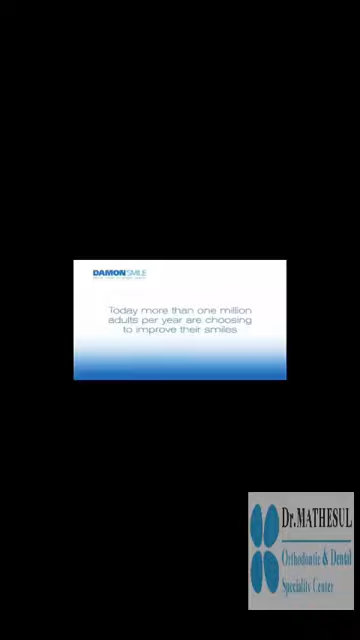 DAMONSMILE
Today more than one million
adults per year are choosing
to improve their smiles
Dr.MATHESUL
Orthodontic & Dental
Speciality Center